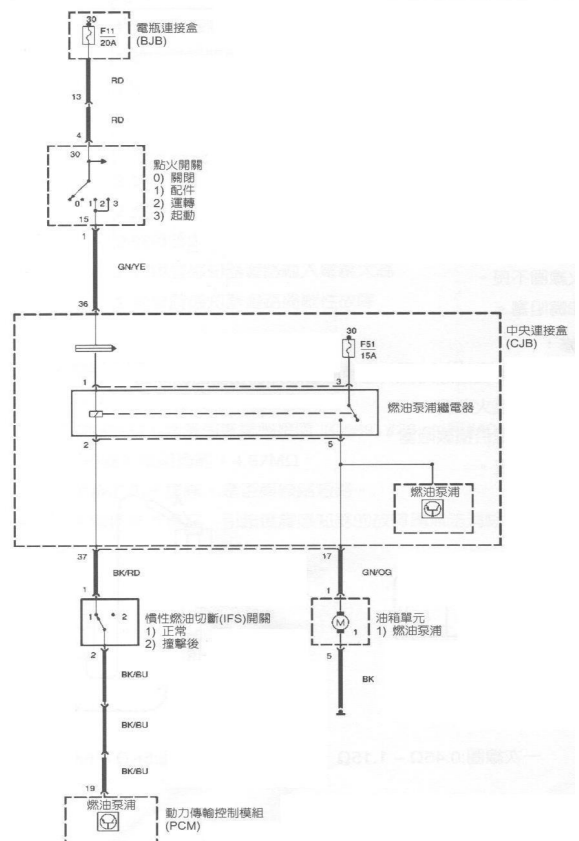 30
F11
20A
電瓶連接盒
(BJB)
RD
13
RD
4
30
0 1 2 3
15
點火開關
0) 關閉
1) 配件
2) 運轉
3) 起動
1
GN/YE
36
中央連接盒
(CJB)
30
F51
15A
1
3
燃油泵浦繼電器
2
5
燃油泵浦
37
17
BK/RD
GN/OG
1
1
1 2
慣性燃油切斷(IFS)開關
1) 正常
2) 撞擊後
M
1
油箱單元
1) 燃油泵浦
2
5
BK/BU
BK
BK/BU
BK/BU
19
燃油泵浦
動力傳輸控制模組
(PCM)